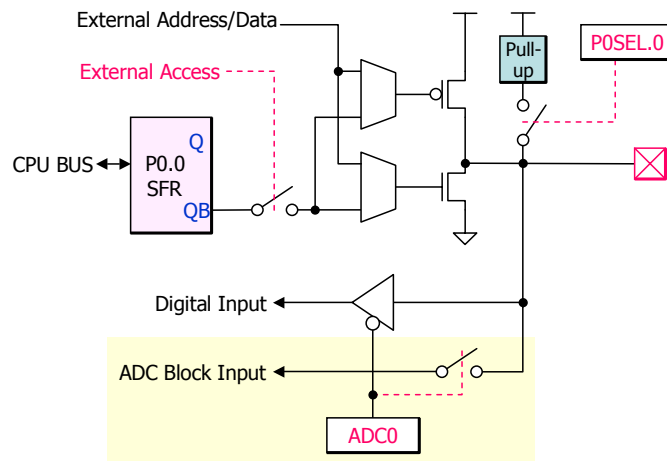 External Address/Data
Pull-
up
P0SEL.0
External Access
Q
CPU BUS
P0.0
SFR
QB
Digital Input
ADC Block Input
ADC0